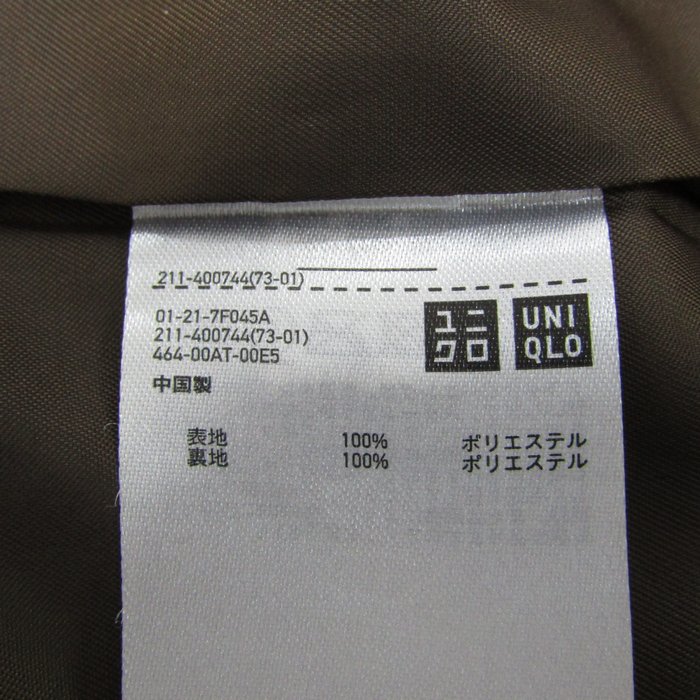 211-400744(73-01)
01-21-7F045A
211-400744(73-01)
464-00AT-00E5
中国製
ユニ
クロ
UNI
QLO
表地 100% ポリエステル
裏地 100% ポリエステル